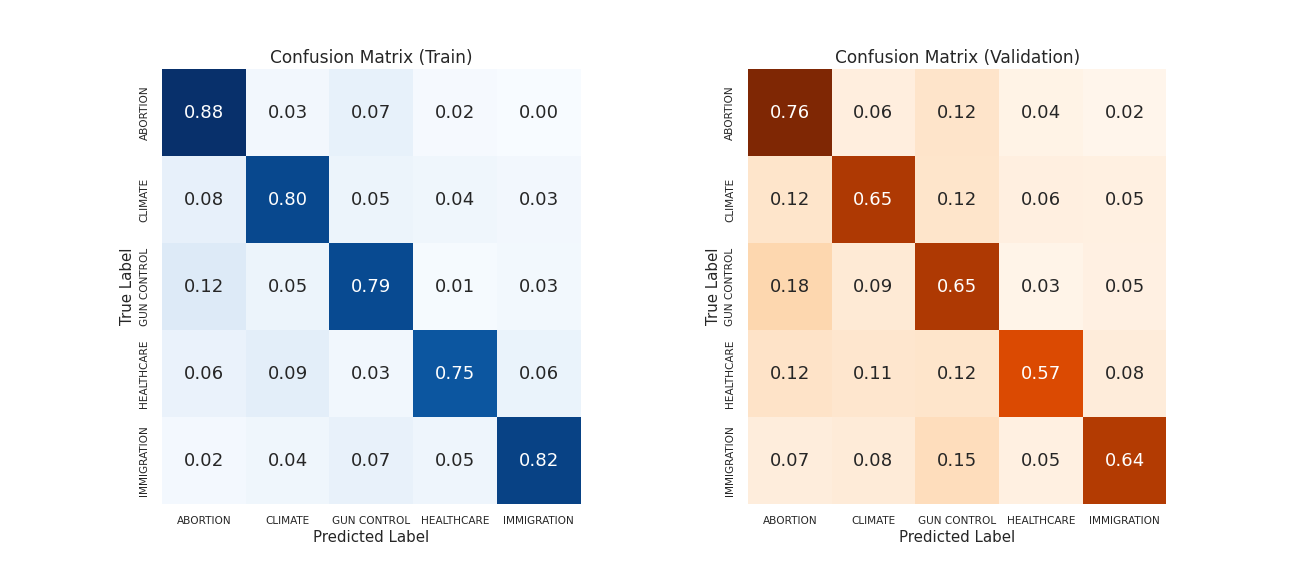 Confusion Matrix (Train)
True Label
ABORTION 0.88 0.03 0.07 0.02 0.00
CLIMATE 0.08 0.80 0.05 0.04 0.03
GUN CONTROL 0.12 0.05 0.79 0.01 0.03
HEALTHCARE 0.06 0.09 0.03 0.75 0.06
IMMIGRATION 0.02 0.04 0.07 0.05 0.82
ABORTION CLIMATE GUN CONTROL HEALTHCARE IMMIGRATION
Predicted Label
Confusion Matrix (Validation)
True Label
ABORTION 0.76 0.06 0.12 0.04 0.02
CLIMATE 0.12 0.65 0.12 0.06 0.05
GUN CONTROL 0.18 0.09 0.65 0.03 0.05
HEALTHCARE 0.12 0.11 0.12 0.57 0.08
IMMIGRATION 0.07 0.08 0.15 0.05 0.64
ABORTION CLIMATE GUN CONTROL HEALTHCARE IMMIGRATION
Predicted Label